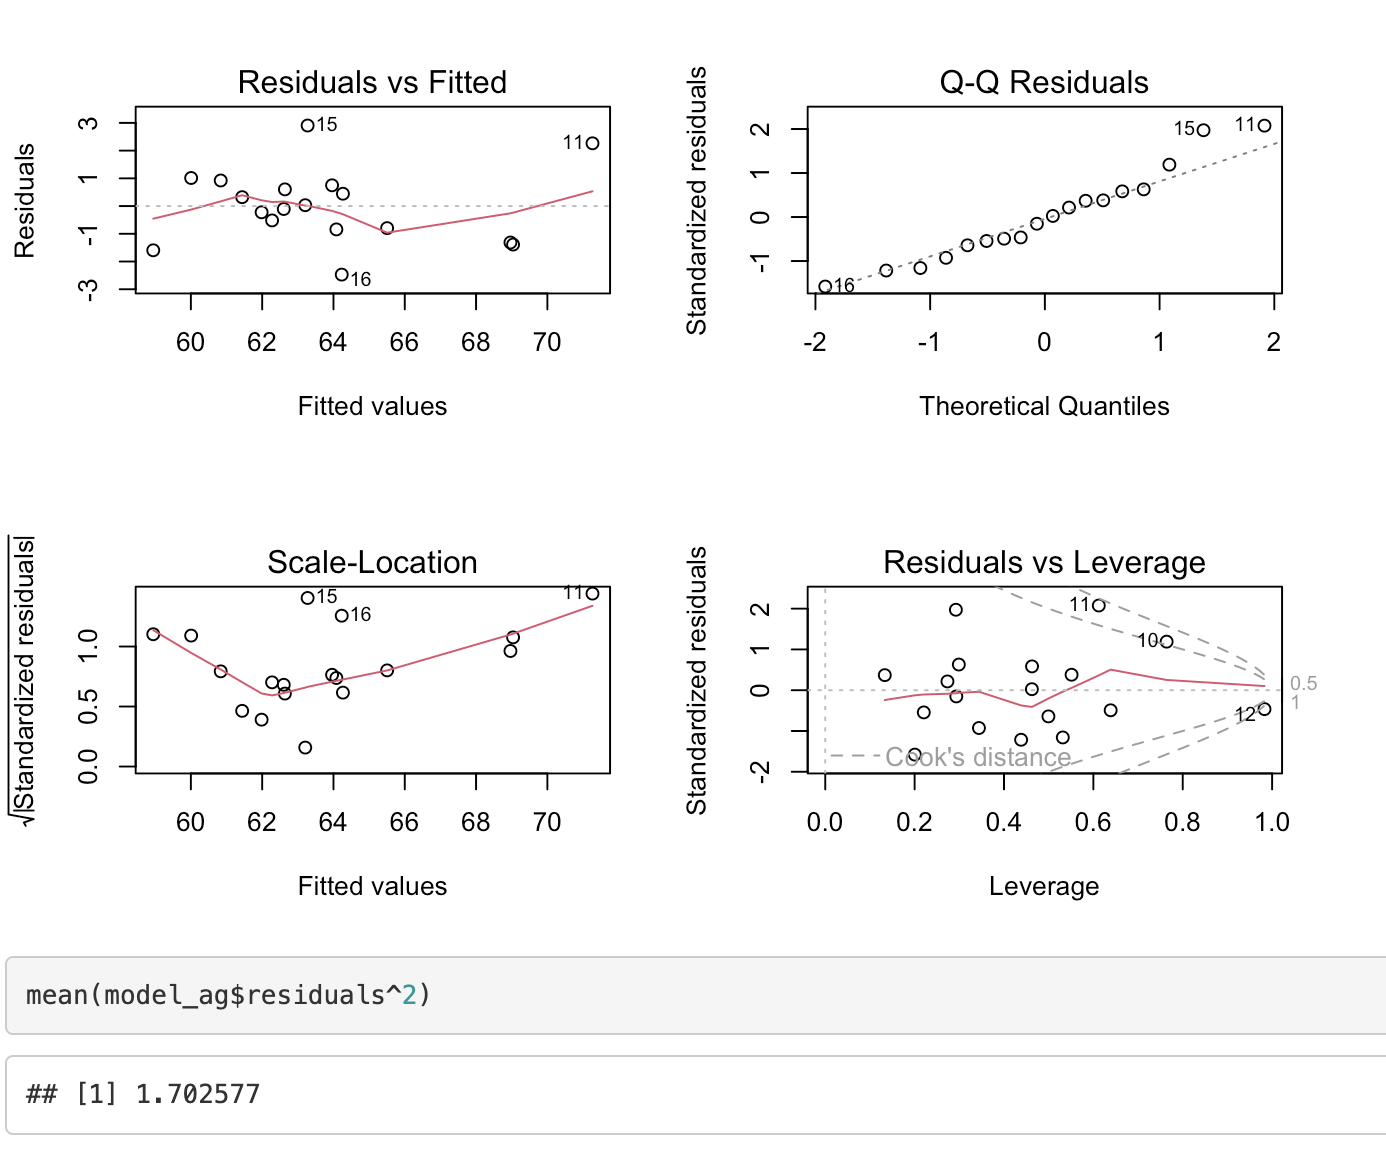 Residuals vs Fitted
Residuals
3
1
-1
-3
15
11
16
60 62 64 66 68 70
Fitted values
Q-Q Residuals
Standardized residuals
2
1
0
-1
15
11
16
-2 -1 0 1 2
Theoretical Quantiles
Scale-Location
√|Standardized residuals|
1.0
0.5
0.0
15
16
11
60 62 64 66 68 70
Fitted values
Residuals vs Leverage
Standardized residuals
2
1
0
-2
11
10
12
0.5
1
Cook's distance
0.0 0.2 0.4 0.6 0.8 1.0
Leverage
mean(model_ag$residuals^2)
## [1] 1.702577